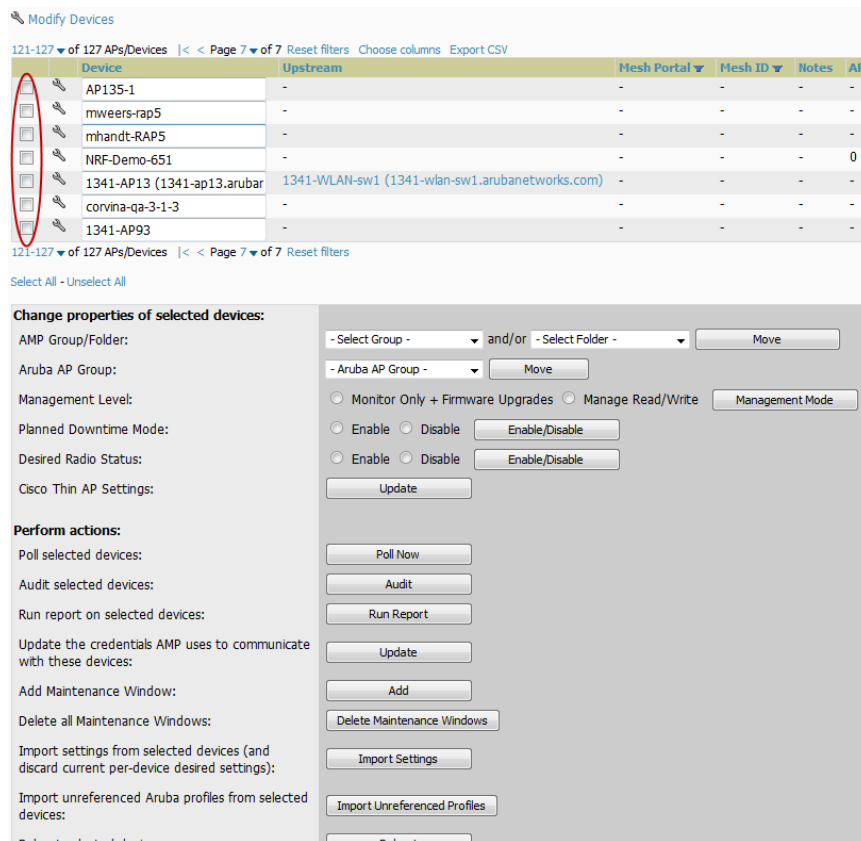 Modify Devices
121-127 of 127 APs/Devices |< < Page 7 of 7 Reset filters Choose columns Export CSV
Device Upstream Mesh Portal Mesh ID Notes
AP135-1 - - - - -
mweers-rap5 - - - - -
mhandt-RAP5 - - - - -
NRF-Demo-651 - - - - 0
1341-AP13 (1341-ap13.arubar 1341-WLAN-sw1 (1341-wlan-sw1.arubanetworks.com) - - - -
corvina-qa-3-1-3 - - - - -
1341-AP93 - - - - -
121-127 of 127 APs/Devices |< < Page 7 of 7 Reset filters
Select All - Unselect All
Change properties of selected devices:
AMP Group/Folder: - Select Group - and/or - Select Folder - Move
Aruba AP Group: - Aruba AP Group - Move
Management Level: Monitor Only + Firmware Upgrades Manage Read/Write Management Mode
Planned Downtime Mode: Enable Disable Enable/Disable
Desired Radio Status: Enable Disable Enable/Disable
Cisco Thin AP Settings: Update
Perform actions:
Poll selected devices: Poll Now
Audit selected devices: Audit
Run report on selected devices: Run Report
Update the credentials AMP uses to communicate
with these devices: Update
Add Maintenance Window: Add
Delete all Maintenance Windows: Delete Maintenance Windows
Import settings from selected devices (and
discard current per-device desired settings): Import Settings
Import unreferenced Aruba profiles from selected
devices: Import Unreferenced Profiles